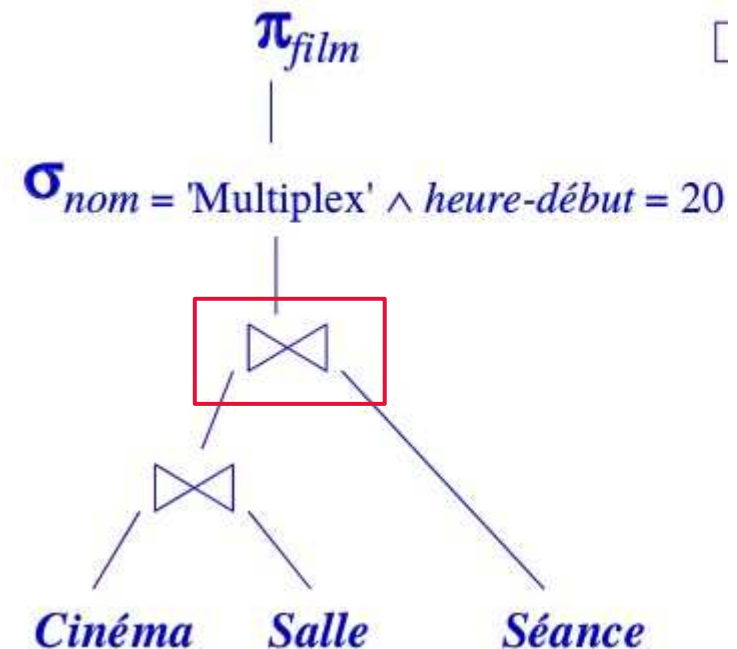 π film
σ nom = 'Multiplex' ∧ heure-début = 20
⋈
⋈
Cinéma Salle Séance